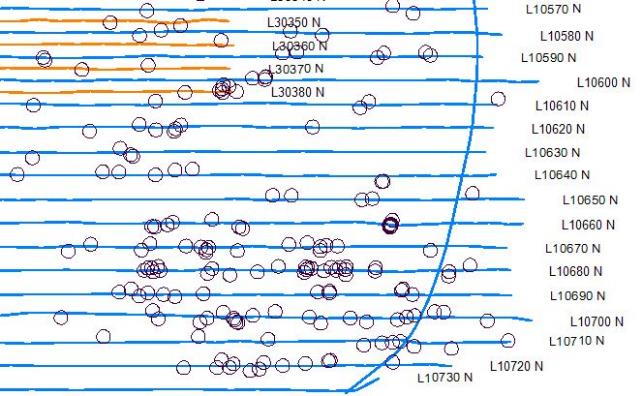 L10570 N
L30350 N
L10580 N
L30360 N
L10590 N
L30370 N
L10600 N
L30380 N
L10610 N
L10620 N
L10630 N
L10640 N
L10650 N
L10660 N
L10670 N
L10680 N
L10690 N
L10700 N
L10710 N
L10720 N
L10730 N